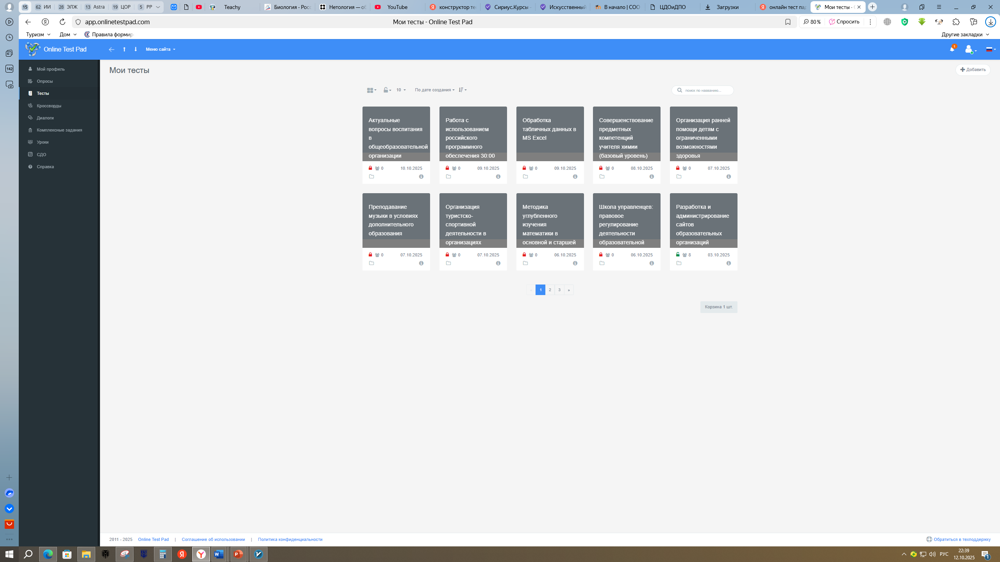 15
62 ИИ
28 ЭЛЖ
13 Astra
19 ЦОР
5 РР
Teachy
Биология - Росс
Нетология — об
YouTube
конструктор тес
Сириус.Курсы -
Искусственный
В начало | СОО
ЦДОиДПО
Загрузки
онлайн тест пад
Мои тесты -
app.onlinetestpad.com
Мои тесты - Online Test Pad
80 %
Спросить
Туризм
Дом
Правила формир
Другие закладки
142
Online Test Pad
Меню сайта
1
Мой профиль
Опросы
Тесты
Кроссворды
Диалоги
Комплексные задания
Уроки
СДО
Справка
Мои тесты
Добавить
10
По дате создания
поиск по названию...
Актуальные
вопросы воспитания
в
общеобразовательной
организации
0 10.10.2025
Работа с
использованием
российского
программного
обеспечения 30:00
0 09.10.2025
Обработка
табличных данных в
MS Excel
0 09.10.2025
Совершенствование
предметных
компетенций
учителя химии
(базовый уровень)
0 08.10.2025
Организация ранней
помощи детям с
ограниченными
возможностями
здоровья
0 07.10.2025
Преподавание
музыки в условиях
дополнительного
образования
0 07.10.2025
Организация
туристско-
спортивной
деятельности в
организациях
0 07.10.2025
Методика
углубленного
изучения
математики в
основной и старшей
0 06.10.2025
Школа управленцев:
правовое
регулирование
деятельности
образовательной
0 06.10.2025
Разработка и
администрирование
сайтов
образовательных
организаций
8 03.10.2025
« 1 2 3 »
Корзина 1 шт.
2011 - 2025 Online Test Pad | Соглашение об использовании | Политика конфиденциальности
Обратиться в техподдержку
РУС
22:39
12.10.2025
1